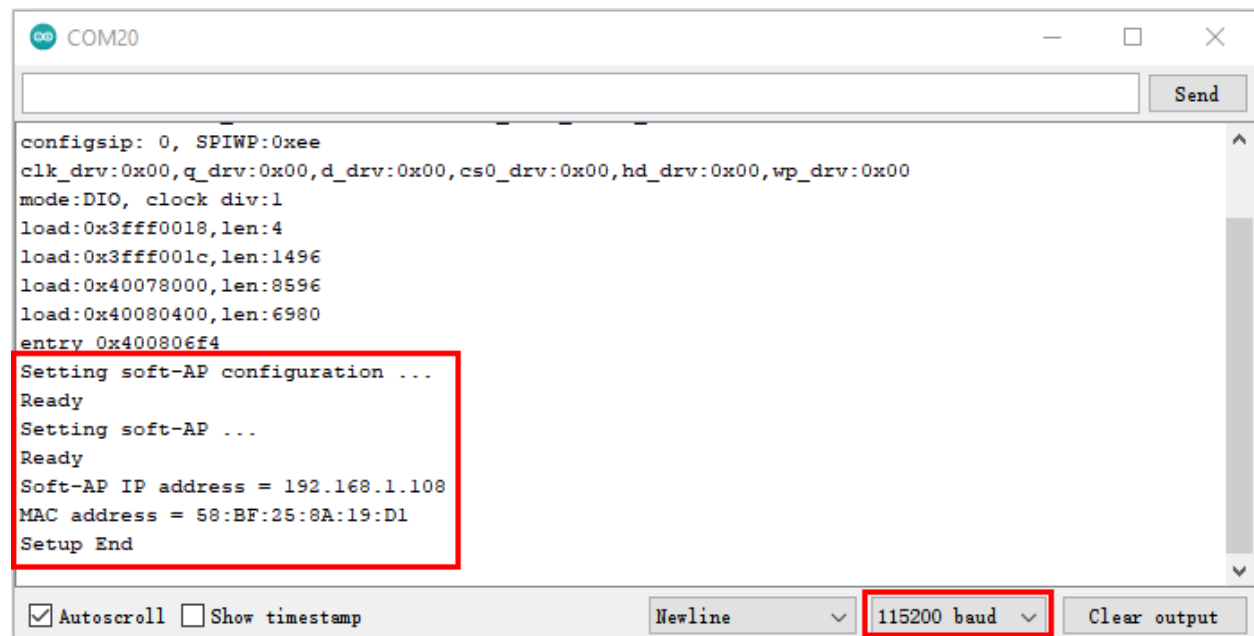 COM20
Send
configsip: 0, SPIWP:0xee
clk_drv:0x00,q_drv:0x00,d_drv:0x00,cs0_drv:0x00,hd_drv:0x00,wp_drv:0x00
mode:DIO, clock div:1
load:0x3fff0018,len:4
load:0x3fff001c,len:1496
load:0x40078000,len:8596
load:0x40080400,len:6980
entry 0x400806f4
Setting soft-AP configuration ...
Ready
Setting soft-AP ...
Ready
Soft-AP IP address = 192.168.1.108
MAC address = 58:BF:25:8A:19:D1
Setup End
Autoscroll Show timestamp Newline 115200 baud Clear output